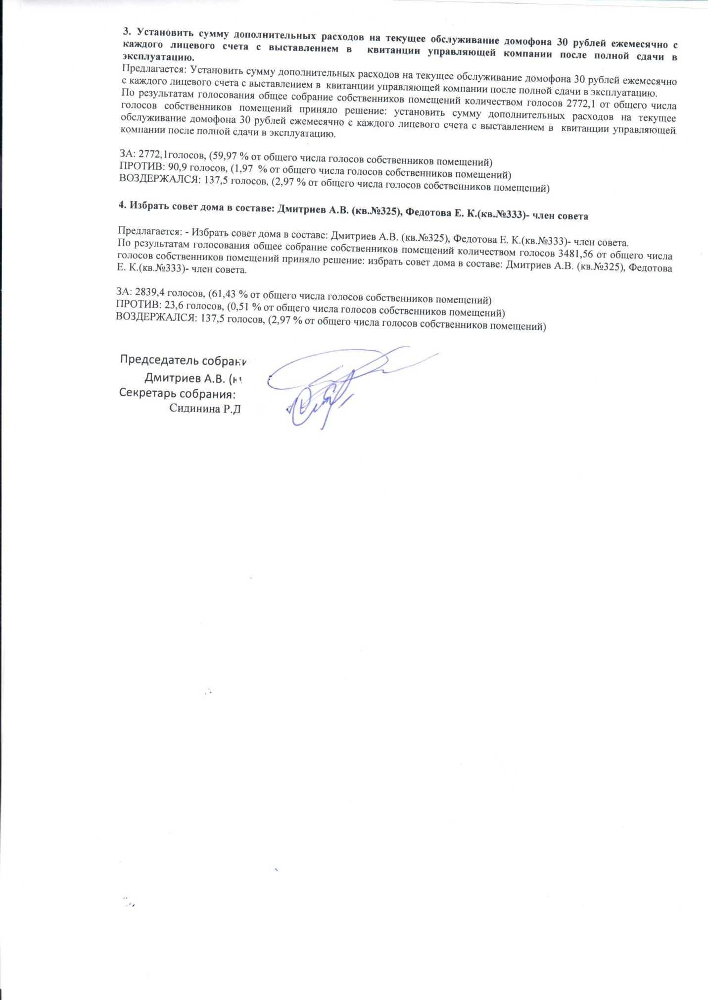 3. Установить сумму дополнительных расходов на текущее обслуживание домофона 30 рублей ежемесячно с
каждого лицевого счета с выставлением в квитанции управляющей компании после полной сдачи в
эксплуатацию.
Предлагается: Установить сумму дополнительных расходов на текущее обслуживание домофона 30 рублей ежемесячно
с каждого лицевого счета с выставлением в квитанции управляющей компании после полной сдачи в эксплуатацию.
По результатам голосования общее собрание собственников помещений количеством голосов 2772,1 от общего числа
голосов собственников помещений приняло решение: установить сумму дополнительных расходов на текущее
обслуживание домофона 30 рублей ежемесячно с каждого лицевого счета с выставлением в квитанции управляющей
компании после полной сдачи в эксплуатацию.
ЗА: 2772,1голосов, (59,97 % от общего числа голосов собственников помещений)
ПРОТИВ: 90,9 голосов, (1,97 % от общего числа голосов собственников помещений)
ВОЗДЕРЖАЛСЯ: 137,5 голосов, (2,97 % от общего числа голосов собственников помещений)
4. Избрать совет дома в составе: Дмитриев А.В. (кв.№325), Федотова Е. К.(кв.№333)- член совета
Предлагается: - Избрать совет дома в составе: Дмитриев А.В. (кв.№325), Федотова Е. К.(кв.№333)- член совета.
По результатам голосования общее собрание собственников помещений количеством голосов 3481,56 от общего числа
голосов собственников помещений приняло решение: избрать совет дома в составе: Дмитриев А.В. (кв.№325), Федотова
Е. К.(кв.№333)- член совета.
ЗА: 2839,4 голосов, (61,43 % от общего числа голосов собственников помещений)
ПРОТИВ: 23,6 голосов, (0,51 % от общего числа голосов собственников помещений)
ВОЗДЕРЖАЛСЯ: 137,5 голосов, (2,97 % от общего числа голосов собственников помещений)
Председатель собрани
Дмитриев А.В.
Секретарь собрания:
Сидинина Р.Д